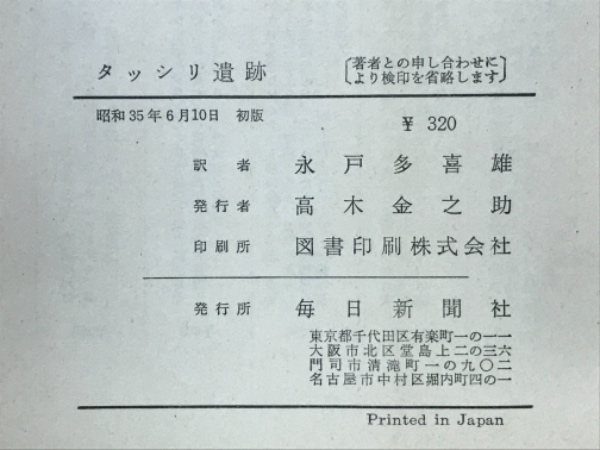 タッシリ遺跡
〔著者との申し合わせに
より検印を省略します〕
昭和35年6月10日 初版
¥ 320
訳者 永戸多喜雄
発行者 高木金之助
印刷所 図書印刷株式会社
発行所 毎日新聞社
東京都千代田区有楽町一の一一
大阪市北区堂島上二の三六
門司市清滝町一の九〇二
名古屋市中村区堀内町四の一
Printed in Japan